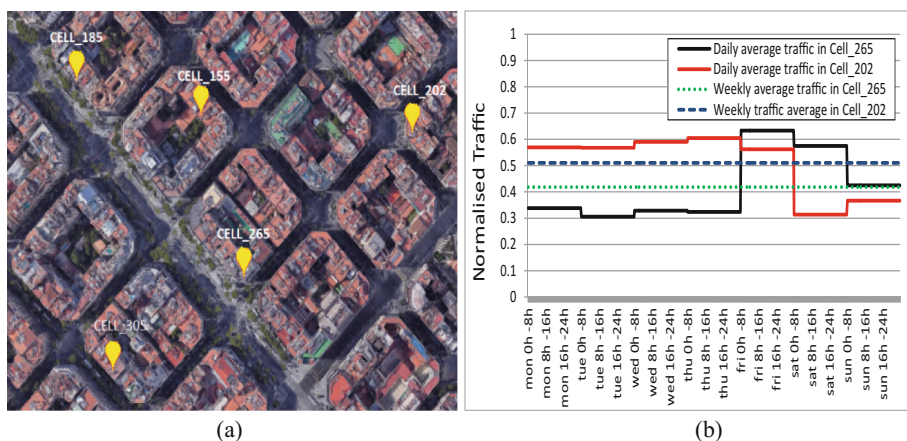 CELL_185
CELL_155
CELL_202
CELL_265
CELL_305
(a)
Normalised Traffic
1
0.9
0.8
0.7
0.6
0.5
0.4
0.3
0.2
0.1
0
Daily average traffic in Cell_265
Daily average traffic in Cell_202
Weekly average traffic in Cell_265
Weekly traffic average in Cell_202
mon 0h -8h
mon 8h -16h
mon 16h -24h
tue 0h -8h
tue 8h -16h
tue 16h -24h
wed 0h -8h
wed 8h -16h
wed 16h -24h
thu 0h -8h
thu 8h -16h
thu 16h -24h
fri 0h -8h
fri 8h -16h
fri 16h -24h
sat 0h -8h
sat 8h -16h
sat 16h -24h
sun 0h -8h
sun 8h -16h
sun 16h -24h
(b)